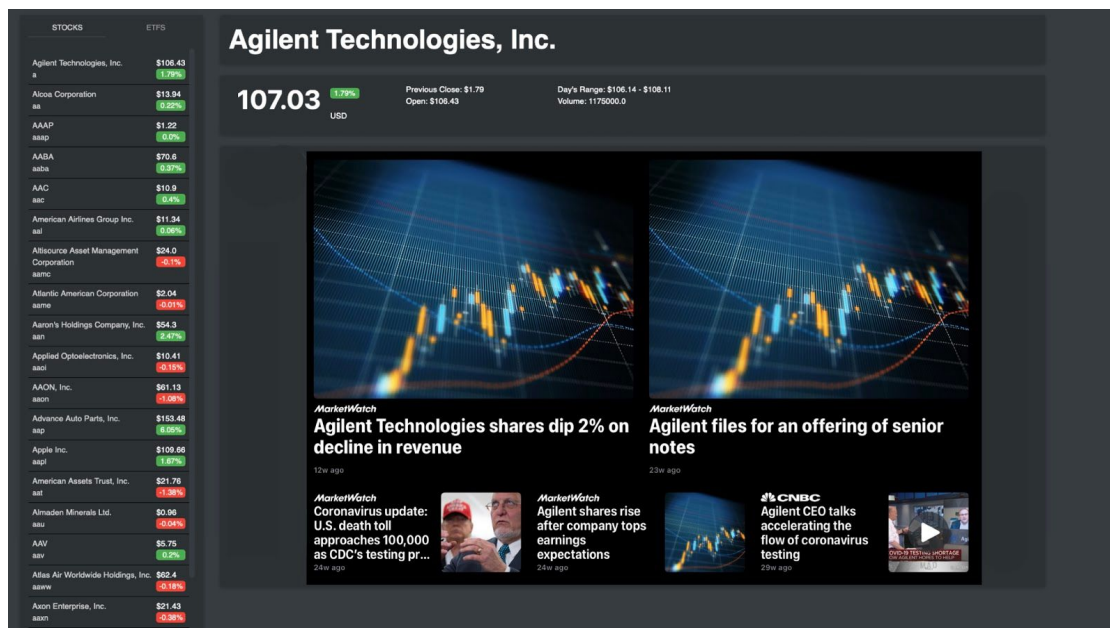 STOCKS ETFS
Agilent Technologies, Inc. $106.43
a 1.79%
Alcoa Corporation $13.94
aa 0.22%
AAAP $1.22
aaap 0.0%
AABA $70.6
aaba 0.37%
AAC $10.9
aac 0.4%
American Airlines Group Inc. $11.34
aal 0.06%
Altisource Asset Management $24.0
Corporation -0.1%
aamc
Atlantic American Corporation $2.04
aame -0.01%
Aaron's Holdings Company, Inc. $54.3
aan 2.47%
Applied Optoelectronics, Inc. $10.41
aaoi -0.15%
AAON, Inc. $61.13
aaon -1.08%
Advance Auto Parts, Inc. $153.48
aap 6.05%
Apple Inc. $109.66
aapl 1.67%
American Assets Trust, Inc. $21.76
aat -1.38%
Almaden Minerals Ltd. $0.96
aau -0.04%
AAV $5.75
aav 0.2%
Atlas Air Worldwide Holdings, Inc. $62.4
aaww -0.18%
Axon Enterprise, Inc. $21.43
aaxn -0.38%
Agilent Technologies, Inc.
107.03 1.79%
USD
Previous Close: $1.79
Open: $106.43
Day's Range: $106.14 - $108.11
Volume: 1175000.0
MarketWatch
Agilent Technologies shares dip 2% on
decline in revenue
12w ago
MarketWatch
Agilent files for an offering of senior
notes
23w ago
MarketWatch
Coronavirus update:
U.S. death toll
approaches 100,000
as CDC's testing pr...
24w ago
MarketWatch
Agilent shares rise
after company tops
earnings
expectations
24w ago
CNBC
Agilent CEO talks
accelerating the
flow of coronavirus
testing
29w ago
COVID-19 TESTING SHORTAGE